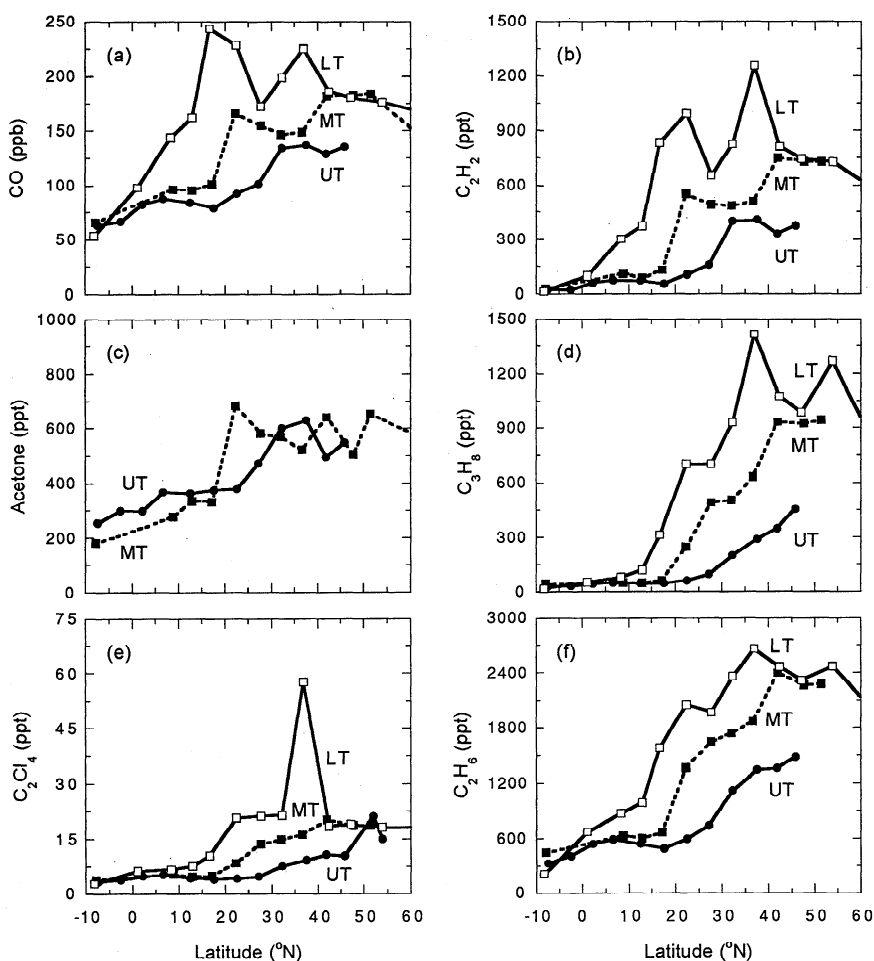 (a)
CO (ppb)
250
200
150
100
50
0
LT
MT
UT
(b)
C2H2 (ppt)
1500
1200
900
600
300
0
LT
MT
UT
(c)
Acetone (ppt)
1000
800
600
400
200
0
UT
MT
(d)
C3H8 (ppt)
1500
1200
900
600
300
0
LT
MT
UT
(e)
C2Cl4 (ppt)
75
60
45
30
15
0
LT
MT
UT
-10 0 10 20 30 40 50 60
Latitude (°N)
(f)
C2H6 (ppt)
3000
2400
1800
1200
600
0
LT
MT
UT
-10 0 10 20 30 40 50 60
Latitude (°N)